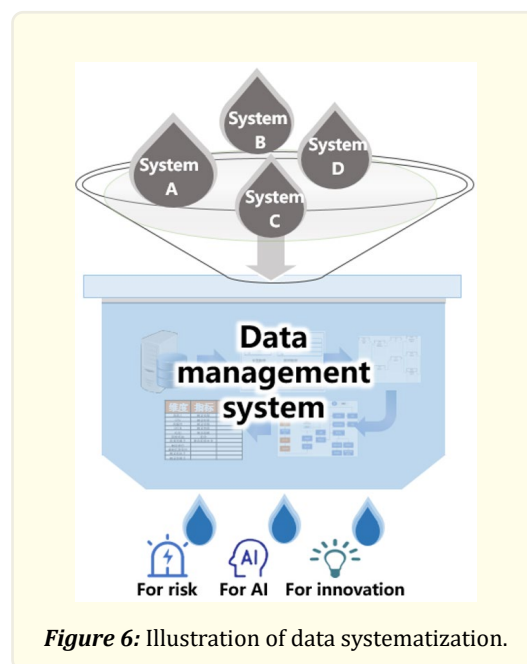 System
B
System
D
System
A
System
C
Data
management
system
For risk
AI
For AI
For innovation
Figure 6: Illustration of data systematization.